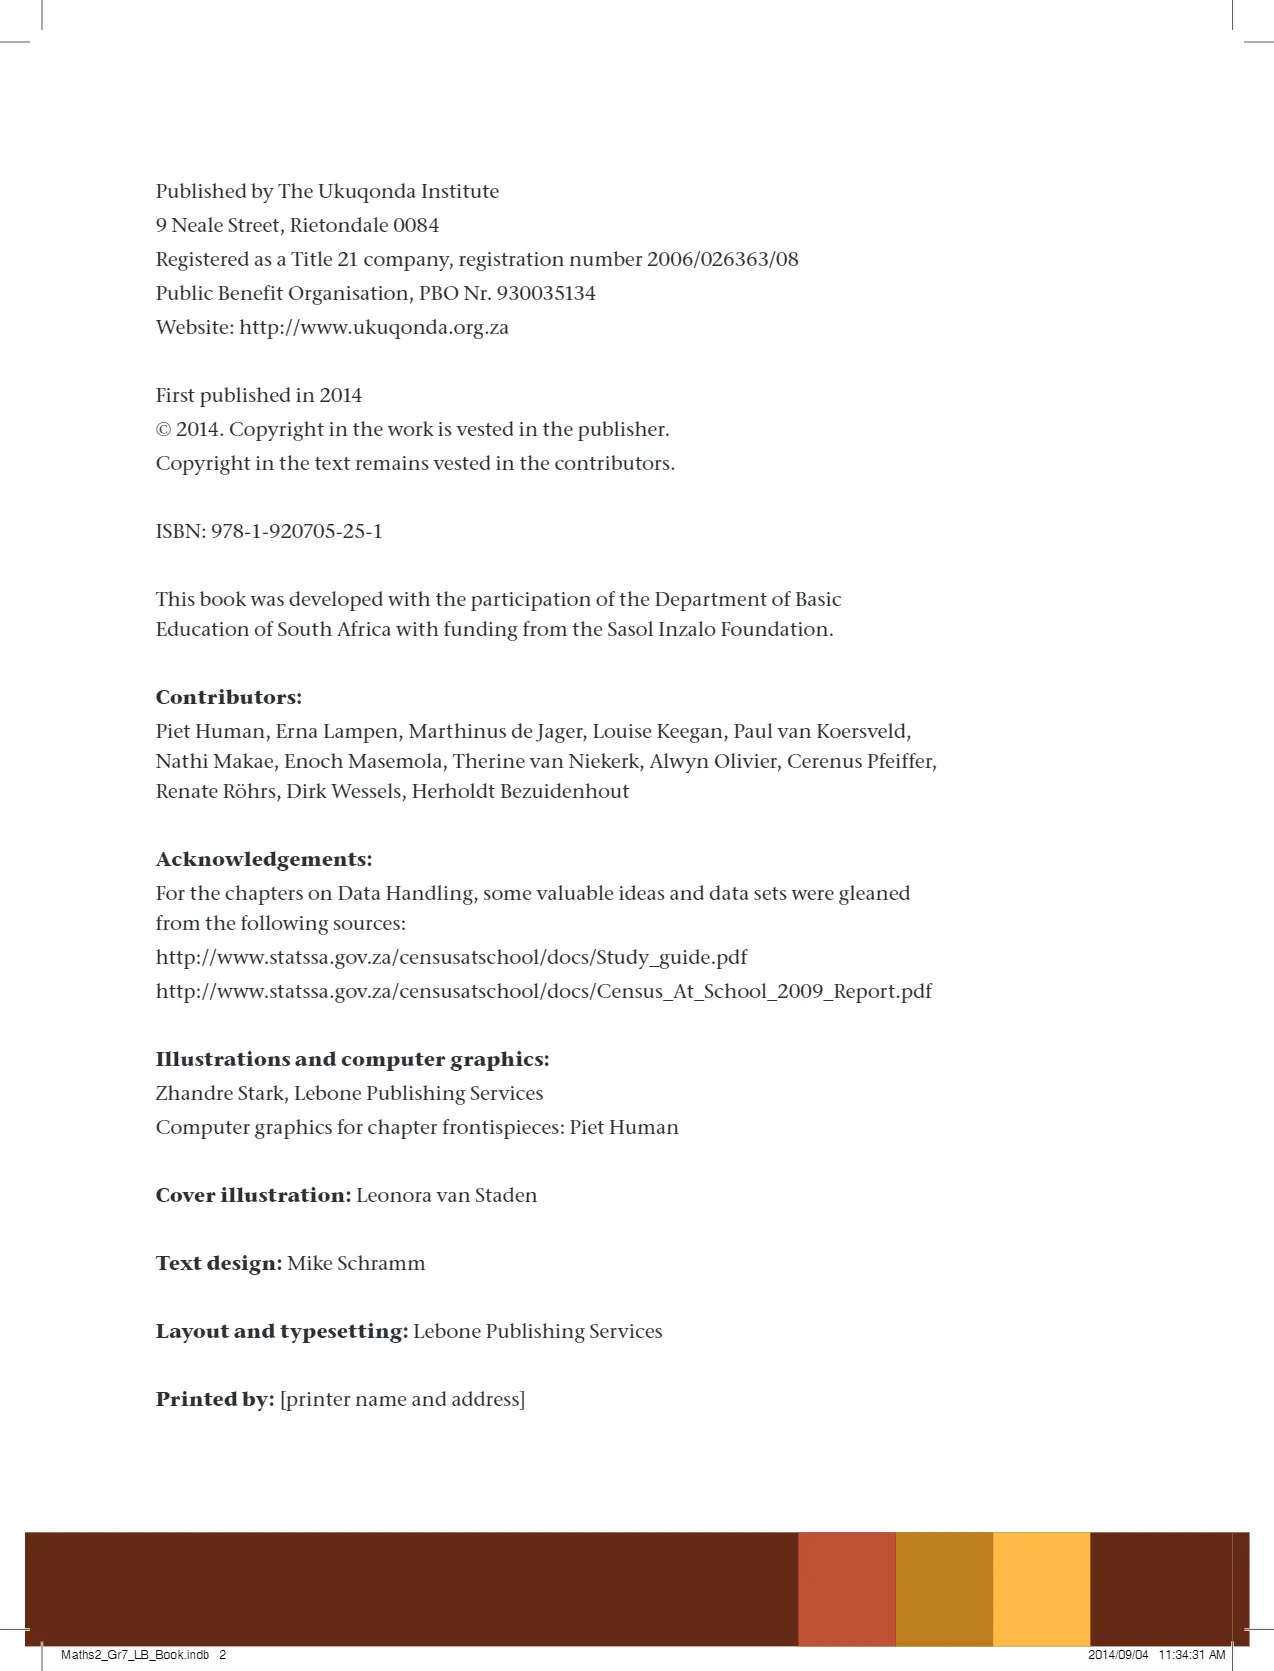 Published by The Ukuqonda Institute
9 Neale Street, Rietondale 0084
Registered as a Title 21 company, registration number 2006/026363/08
Public Benefit Organisation, PBO Nr. 930035134
Website: http://www.ukuqonda.org.za
First published in 2014
© 2014. Copyright in the work is vested in the publisher.
Copyright in the text remains vested in the contributors.
ISBN: 978-1-920705-25-1
This book was developed with the participation of the Department of Basic
Education of South Africa with funding from the Sasol Inzalo Foundation.
Contributors:
Piet Human, Erna Lampen, Marthinus de Jager, Louise Keegan, Paul van Koersveld,
Nathi Makae, Enoch Masemola, Therine van Niekerk, Alwyn Olivier, Cerenus Pfeiffer,
Renate Röhrs, Dirk Wessels, Herholdt Bezuidenhout
Acknowledgements:
For the chapters on Data Handling, some valuable ideas and data sets were gleaned
from the following sources:
http://www.statssa.gov.za/censusatschool/docs/Study_guide.pdf
http://www.statssa.gov.za/censusatschool/docs/Census_At_School_2009_Report.pdf
Illustrations and computer graphics:
Zhandre Stark, Lebone Publishing Services
Computer graphics for chapter frontispieces: Piet Human
Cover illustration: Leonora van Staden
Text design: Mike Schramm
Layout and typesetting: Lebone Publishing Services
Printed by: [printer name and address]
Maths2_Gr7_LB_Book.indb 2
2014/09/04 11:34:31 AM